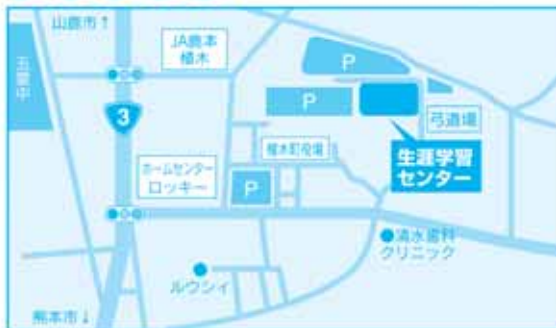 山鹿市↑
JA鹿本
植木
P
五霊中
3
P
弓道場
植木町役場
生涯学習
センター
ホームセンター
ロッキー
P
清水歯科
クリニック
ルウシィ
熊本市↓